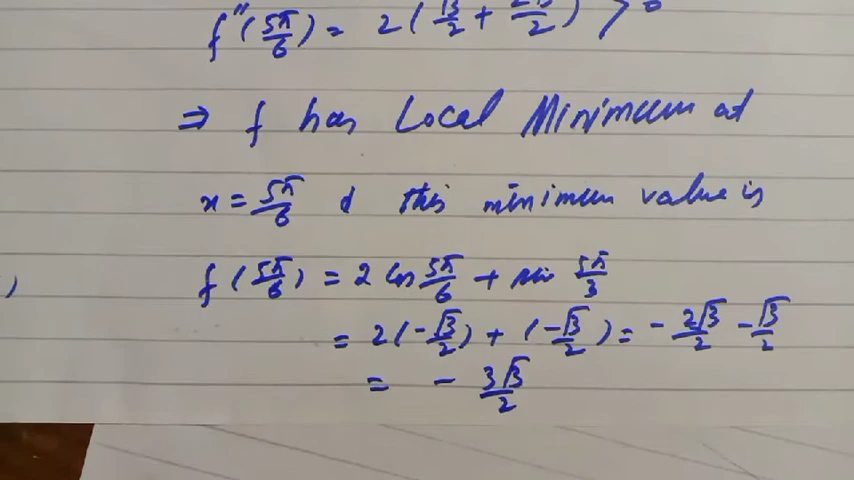 f''(5π/6) = 2(√3/2 + 2√3/2) > 0
⇒ f has Local Minimum at
x = 5π/6 & this minimum value is
f(5π/6) = 2 cos 5π/6 + sin 5π/3
= 2(-√3/2) + (-√3/2) = -2√3/2 - √3/2
= -3√3/2